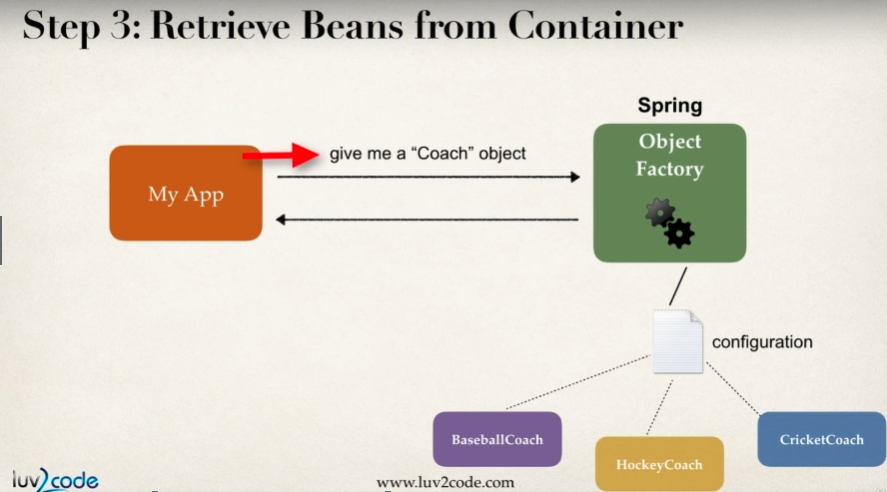 Step 3: Retrieve Beans from Container
Spring
Object
Factory
give me a “Coach” object
My App
configuration
BaseballCoach
HockeyCoach
CricketCoach
luv2code
www.luv2code.com